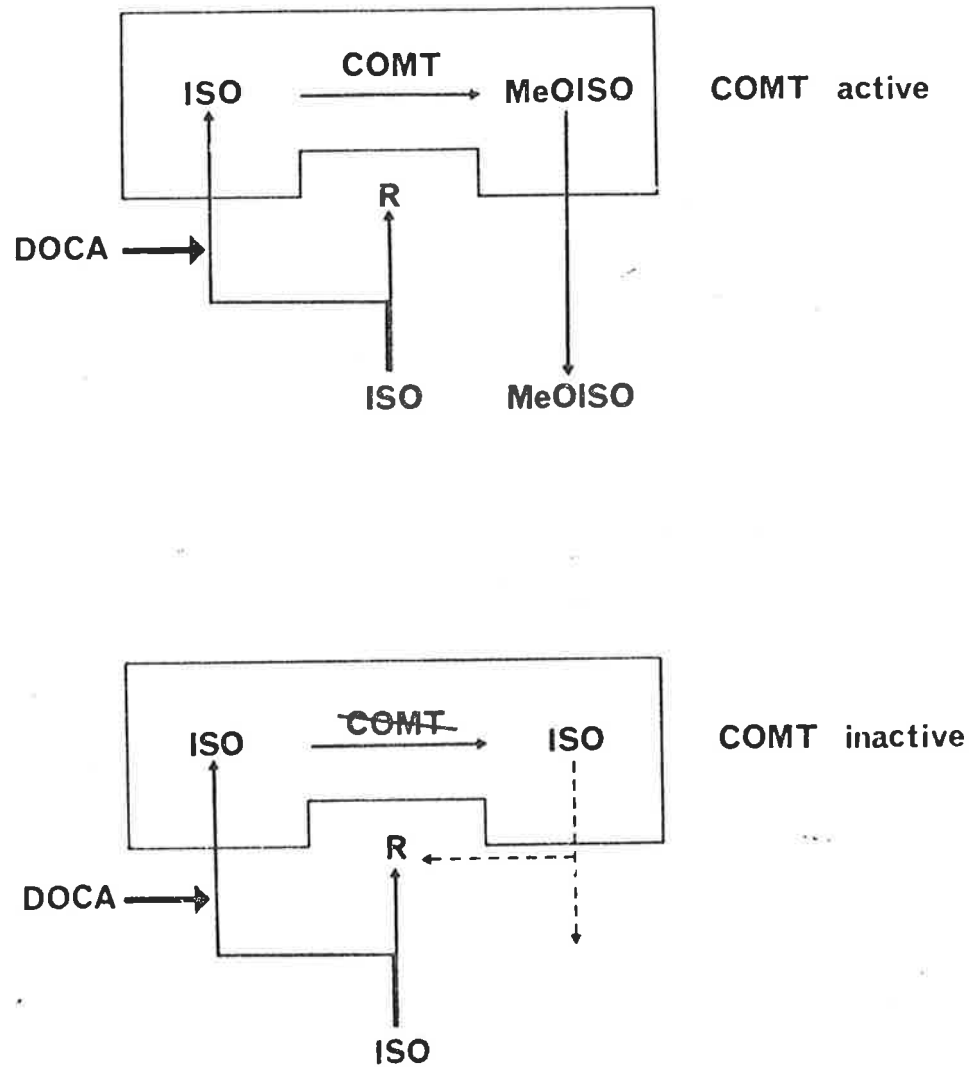 COMT
ISO MeOISO COMT active
R
DOCA
ISO MeOISO
COMT
ISO ISO COMT inactive
R
DOCA
ISO